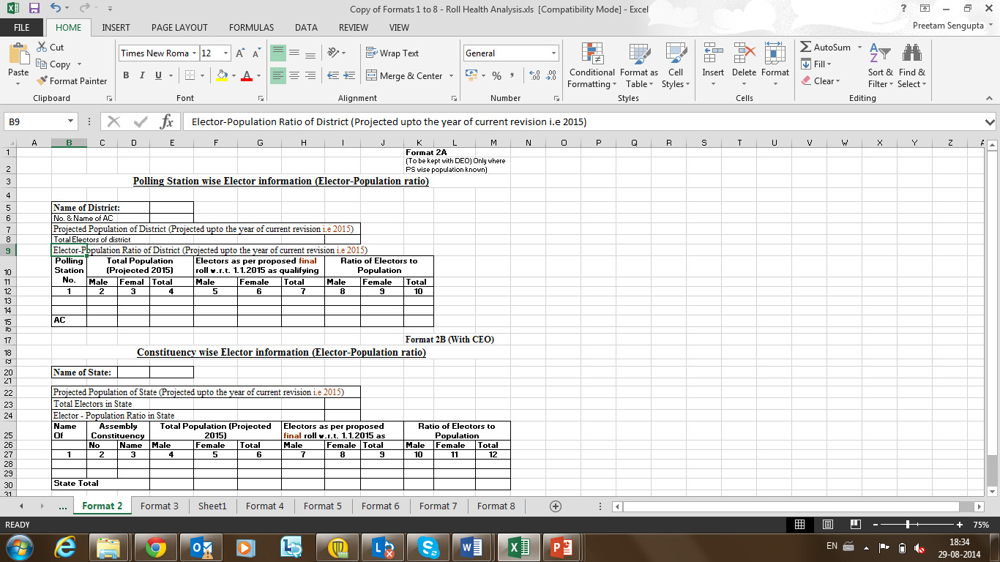 Copy of Formats 1 to 8 - Roll Health Analysis.xls [Compatibility Mode] - Excel
FILE HOME INSERT PAGE LAYOUT FORMULAS DATA REVIEW VIEW Preetam Sengupta
Paste Cut Copy Format Painter
Times New Roma 12
B I U
Wrap Text
Merge & Center
General
%
Conditional Formatting
Format as Table
Cell Styles
Insert Delete Format
AutoSum
Fill
Clear
Sort & Filter
Find & Select
Clipboard Font Alignment Number Styles Cells Editing
B9 fx Elector-Population Ratio of District (Projected upto the year of current revision i.e 2015)
A B C D E F G H I J K L M N O P Q R S T U V W X Y Z
1 Format 2A
(To be kept with DEO) Only where
2 PS wise population known)
3 Polling Station wise Elector information (Elector-Population ratio)
4
5 Name of District:
6 No. & Name of AC
7 Projected Population of District (Projected upto the year of current revision i.e 2015)
8 Total Electors of district
9 Elector-Population Ratio of District (Projected upto the year of current revision i.e 2015)
Polling Station No. Total Population (Projected 2015) Electors as per proposed final roll w.r.t. 1.1.2015 as qualifying Ratio of Electors to Population
10
11 Male Femal Total Male Female Total Male Female Total
12 1 2 3 4 5 6 7 8 9 10
13
14
15 AC
16
17 Format 2B (With CEO)
18 Constituency wise Elector information (Elector-Population ratio)
19
20 Name of State:
21
22 Projected Population of State (Projected upto the year of current revision i.e 2015)
23 Total Electors in State
24 Elector - Population Ratio in State
25 Name Of Assembly Constituency Total Population (Projected 2015) Electors as per proposed final roll w.r.t. 1.1.2015 as Ratio of Electors to Population
26 No Name Male Female Total Male Female Total Male Female Total
27 1 2 3 4 5 6 7 8 9 10 11 12
28
29
30 State Total
31
... Format 2 Format 3 Sheet1 Format 4 Format 5 Format 6 Format 7 Format 8
READY 75%
EN 18:34
29-08-2014